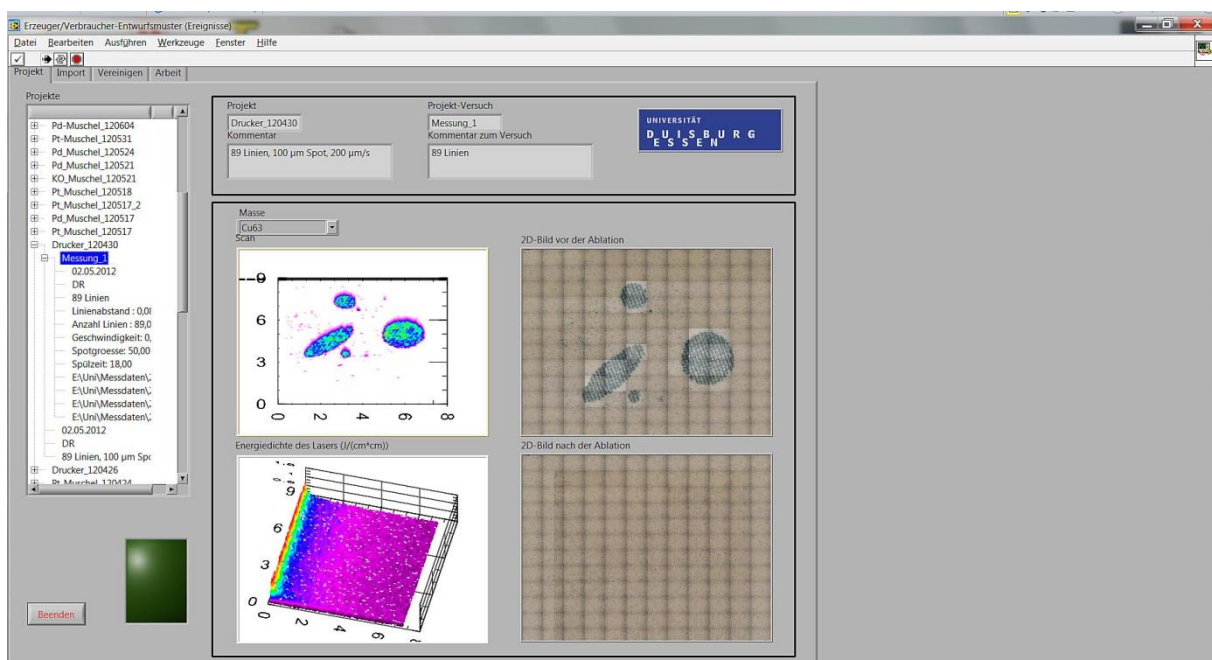 Erzeuger/Verbraucher-Entwurfsmuster (Ereignisse)
Datei Bearbeiten Ausführen Werkzeuge Fenster Hilfe
Projekt Import Vereinigen Arbeit
Projekte
Pd-Muschel_120604
Pt-Muschel_120531
Pd_Muschel_120524
Pd_Muschel_120521
KO_Muschel_120521
Pt_Muschel_120518
Pt_Muschel_120517_2
Pd_Muschel_120517
Pt_Muschel_120517
Drucker_120430
Messung_1
02.05.2012
DR
89 Linien
Linienabstand : 0,0
Anzahl Linien : 89,0
Geschwindigkeit: 0,
Spotgroesse: 50,00
Spülzeit: 18,00
E:\Uni\Messdaten\
E:\Uni\Messdaten\
E:\Uni\Messdaten\
E:\Uni\Messdaten\
02.05.2012
DR
89 Linien, 100 µm Spo
Drucker_120426
Pt_Muschel_120424
Beenden
Projekt
Drucker_120430
Kommentar
89 Linien, 100 µm Spot, 200 µm/s
Projekt-Versuch
Messung_1
Kommentar zum Versuch
89 Linien
UNIVERSITÄT
DUISBURG
ESSEN
Masse
Cu63
Scan
9
6
3
0
0 2 4 6 8
2D-Bild vor der Ablation
Energiedichte des Lasers (J/(cm*cm))
9
6
3
0
0 2 4 6
2D-Bild nach der Ablation